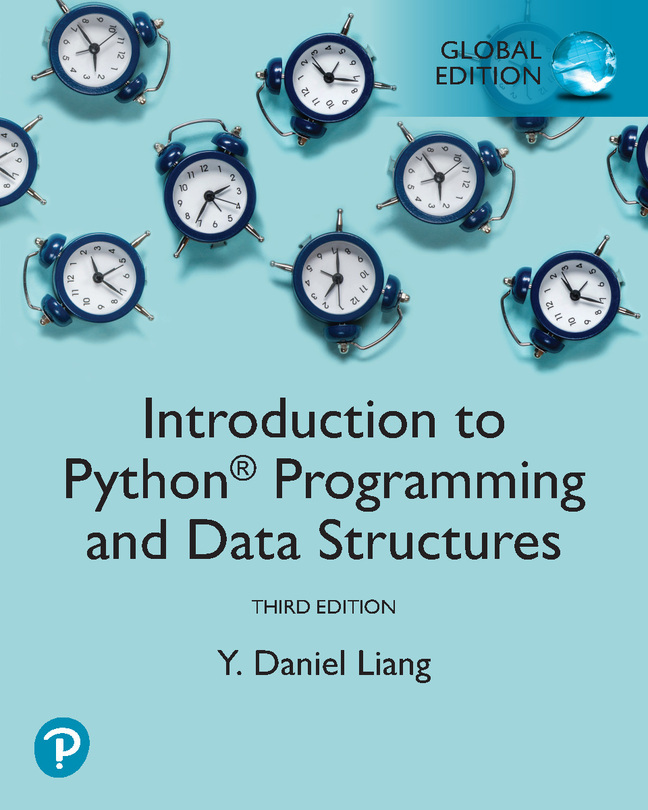 GLOBAL
EDITION
Introduction to
Python® Programming
and Data Structures
THIRD EDITION
Y. Daniel Liang
P